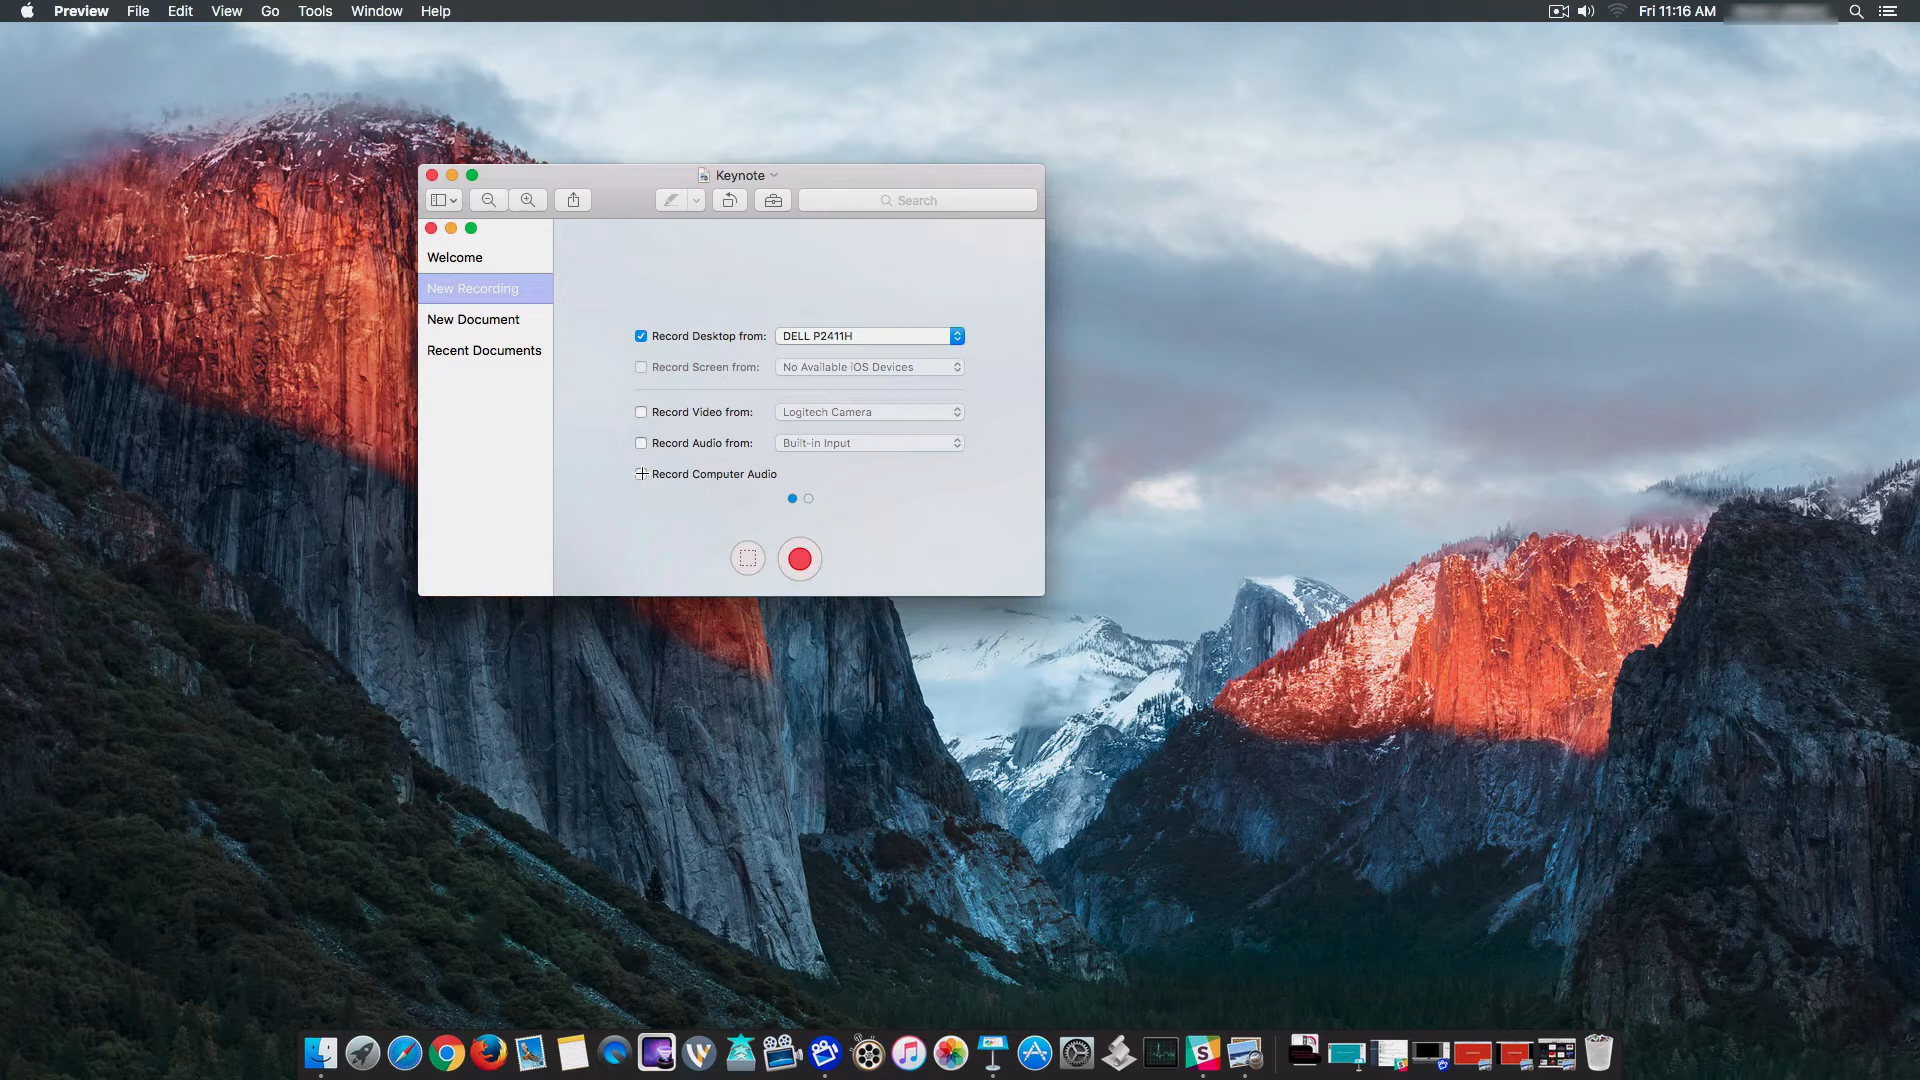 Preview File Edit View Go Tools Window Help Fri 11:16 AM
Keynote
Search
Welcome
New Recording
New Document
Recent Documents
Record Desktop from: DELL P2411H
Record Screen from: No Available iOS Devices
Record Video from: Logitech Camera
Record Audio from: Built-in Input
Record Computer Audio